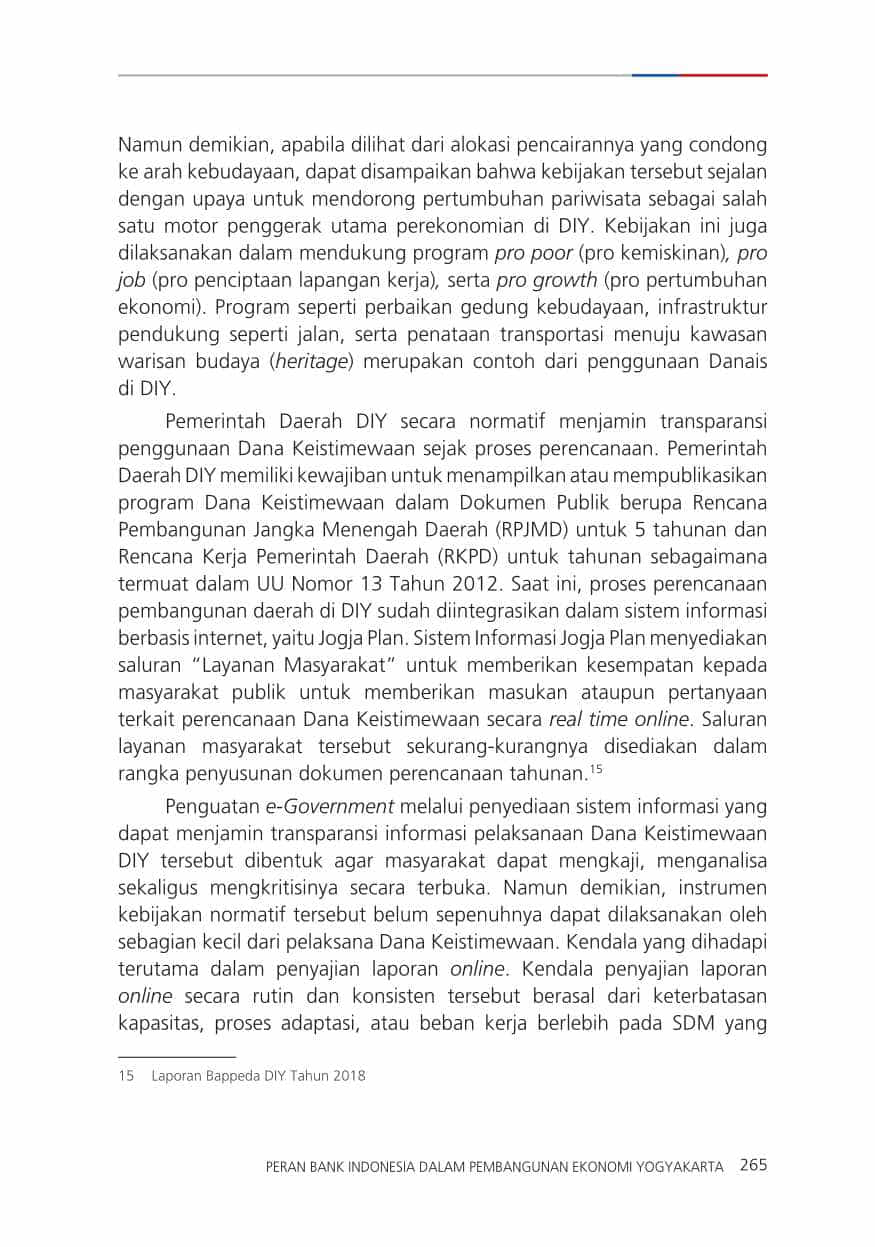 Namun demikian, apabila dilihat dari alokasi pencairannya yang condong
ke arah kebudayaan, dapat disampaikan bahwa kebijakan tersebut sejalan
dengan upaya untuk mendorong pertumbuhan pariwisata sebagai salah
satu motor penggerak utama perekonomian di DIY. Kebijakan ini juga
dilaksanakan dalam mendukung program pro poor (pro kemiskinan), pro
job (pro penciptaan lapangan kerja), serta pro growth (pro pertumbuhan
ekonomi). Program seperti perbaikan gedung kebudayaan, infrastruktur
pendukung seperti jalan, serta penataan transportasi menuju kawasan
warisan budaya (heritage) merupakan contoh dari penggunaan Danais
di DIY.
Pemerintah Daerah DIY secara normatif menjamin transparansi
penggunaan Dana Keistimewaan sejak proses perencanaan. Pemerintah
Daerah DIY memiliki kewajiban untuk menampilkan atau mempublikasikan
program Dana Keistimewaan dalam Dokumen Publik berupa Rencana
Pembangunan Jangka Menengah Daerah (RPJMD) untuk 5 tahunan dan
Rencana Kerja Pemerintah Daerah (RKPD) untuk tahunan sebagaimana
termuat dalam UU Nomor 13 Tahun 2012. Saat ini, proses perencanaan
pembangunan daerah di DIY sudah diintegrasikan dalam sistem informasi
berbasis internet, yaitu Jogja Plan. Sistem Informasi Jogja Plan menyediakan
saluran “Layanan Masyarakat” untuk memberikan kesempatan kepada
masyarakat publik untuk memberikan masukan ataupun pertanyaan
terkait perencanaan Dana Keistimewaan secara real time online. Saluran
layanan masyarakat tersebut sekurang-kurangnya disediakan dalam
rangka penyusunan dokumen perencanaan tahunan.15
Penguatan e-Government melalui penyediaan sistem informasi yang
dapat menjamin transparansi informasi pelaksanaan Dana Keistimewaan
DIY tersebut dibentuk agar masyarakat dapat mengkaji, menganalisa
sekaligus mengkritisinya secara terbuka. Namun demikian, instrumen
kebijakan normatif tersebut belum sepenuhnya dapat dilaksanakan oleh
sebagian kecil dari pelaksana Dana Keistimewaan. Kendala yang dihadapi
terutama dalam penyajian laporan online. Kendala penyajian laporan
online secara rutin dan konsisten tersebut berasal dari keterbatasan
kapasitas, proses adaptasi, atau beban kerja berlebih pada SDM yang
15 Laporan Bappeda DIY Tahun 2018
PERAN BANK INDONESIA DALAM PEMBANGUNAN EKONOMI YOGYAKARTA 265